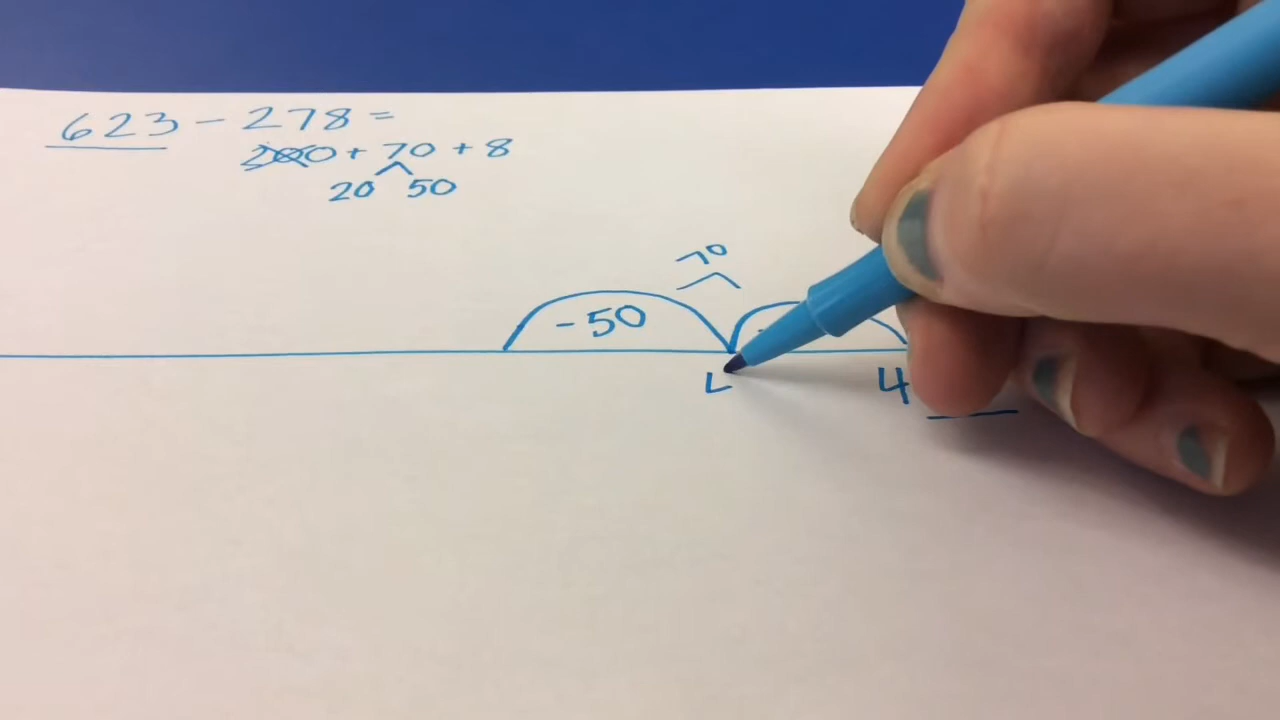 623 - 278 =
200 + 70 + 8
20 50
70
- 50 -
4